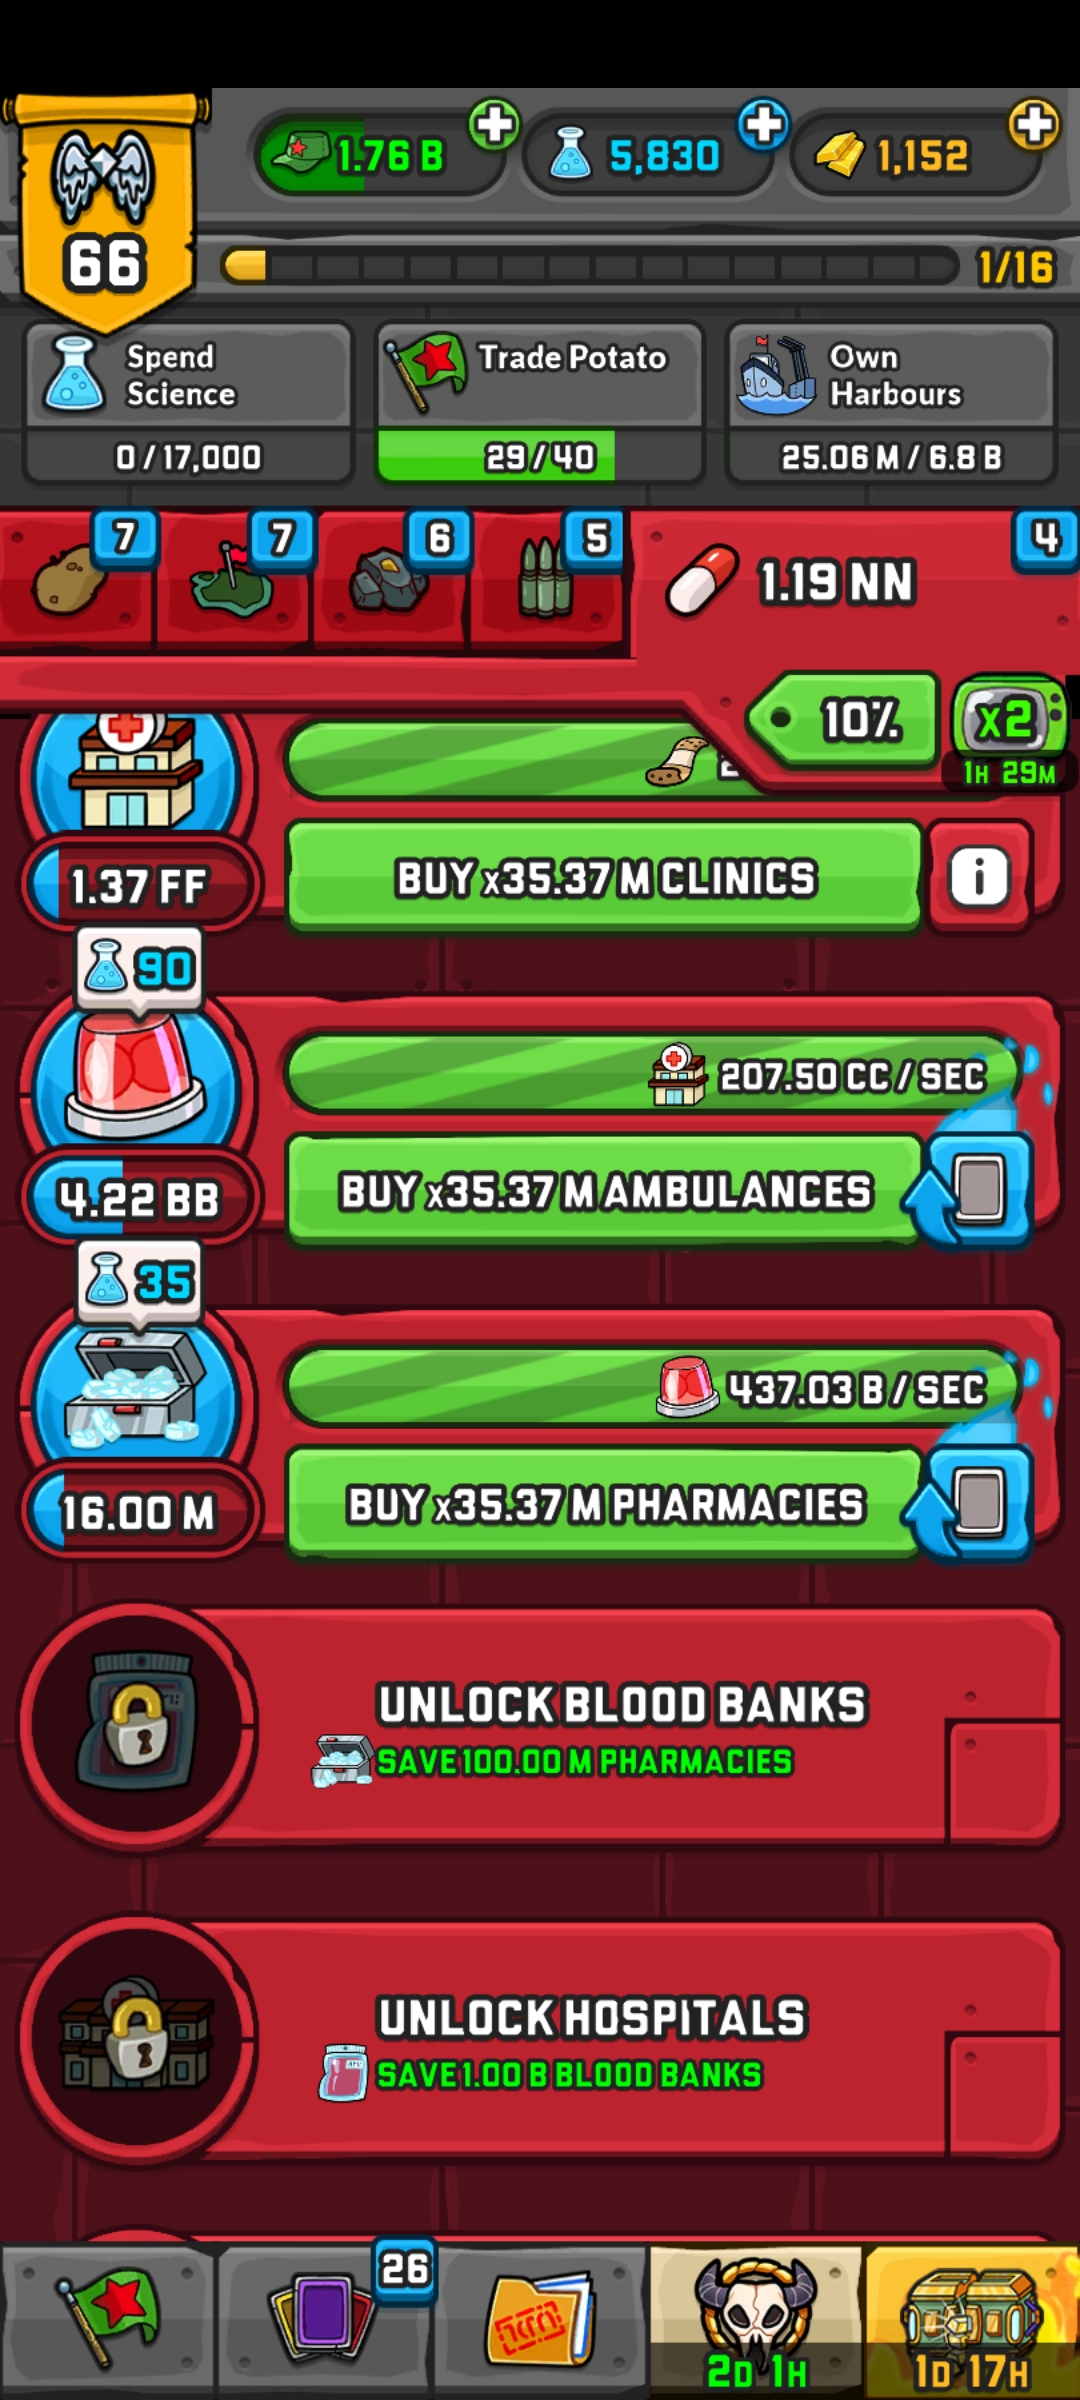 1.76 B
5,830
1,152
66
1/16
Spend
Science
0 / 17,000
Trade Potato
29 / 40
Own
Harbours
25.06 M / 6.8 B
7
7
6
5
1.19 NN
4
10%
x2
1H 29M
1.37 FF
BUY x35.37 M CLINICS
i
90
207.50 CC / SEC
4.22 BB
BUY x35.37 M AMBULANCES
35
437.03 B / SEC
16.00 M
BUY x35.37 M PHARMACIES
UNLOCK BLOOD BANKS
SAVE 100.00 M PHARMACIES
UNLOCK HOSPITALS
SAVE 1.00 B BLOOD BANKS
26
2D 1H
1D 17H